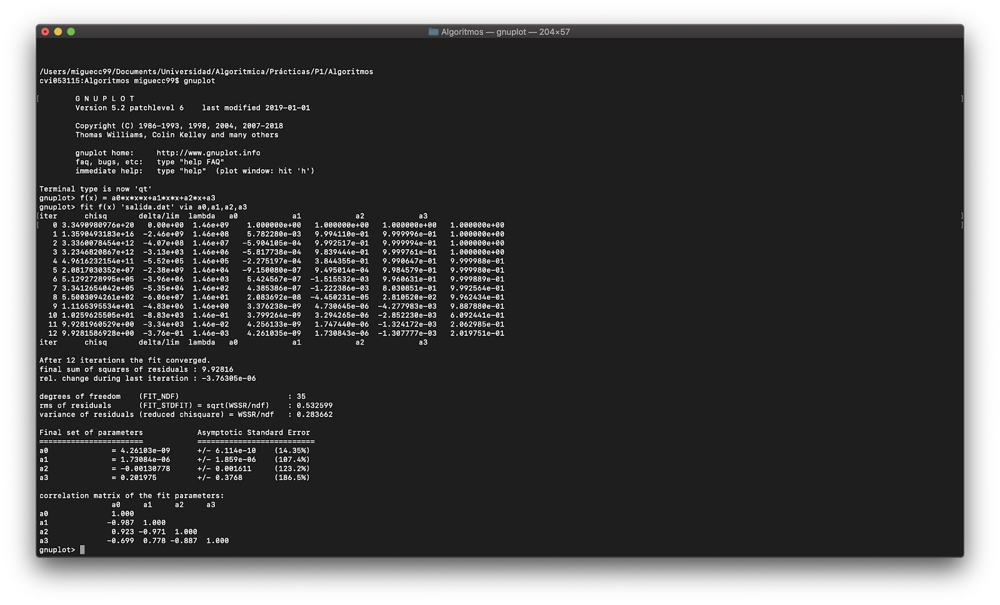 Algoritmos — gnuplot — 204×57
/Users/miguecc99/Documents/Universidad/Algoritmica/Prácticas/P1/Algoritmos
cvi053115:Algoritmos miguecc99$ gnuplot
[        G N U P L O T        ]
Version 5.2 patchlevel 6    last modified 2019-01-01
Copyright (C) 1986-1993, 1998, 2004, 2007-2018
Thomas Williams, Colin Kelley and many others
gnuplot home:     http://www.gnuplot.info
faq, bugs, etc:   type "help FAQ"
immediate help:   type "help"  (plot window: hit 'h')
Terminal type is now 'qt'
gnuplot> f(x) = a0*x*x*x+a1*x*x+a2*x+a3
gnuplot> fit f(x) 'salida.dat' via a0,a1,a2,a3
[iter      chisq       delta/lim  lambda   a0            a1            a2            a3            ]
[   0 3.3490980976e+20   0.00e+00  1.46e+09    1.000000e+00   1.000000e+00   1.000000e+00   1.000000e+00 ]
1 1.3590493183e+16  -2.46e+09  1.46e+08    5.782280e-03   9.994110e-01   9.999996e-01   1.000000e+00
2 3.3360078454e+12  -4.07e+08  1.46e+07   -5.904105e-04   9.992517e-01   9.999994e-01   1.000000e+00
3 3.2346820867e+12  -3.13e+03  1.46e+06   -5.817738e-04   9.839444e-01   9.999761e-01   1.000000e+00
4 4.9616232154e+11  -5.52e+05  1.46e+05   -2.275197e-04   3.844355e-01   9.990647e-01   9.999988e-01
5 2.0817030352e+07  -2.38e+09  1.46e+04   -9.150080e-07   9.495014e-04   9.984579e-01   9.999980e-01
6 5.1292728995e+05  -3.96e+06  1.46e+03    5.424567e-07  -1.515532e-03   9.960631e-01   9.999889e-01
7 3.3412654042e+05  -5.35e+04  1.46e+02    4.385386e-07  -1.222386e-03   8.030851e-01   9.992564e-01
8 5.5003094261e+02  -6.06e+07  1.46e+01    2.083692e-08  -4.450231e-05   2.810520e-02   9.962434e-01
9 1.1165395534e+01  -4.83e+06  1.46e+00    3.376238e-09   4.730645e-06  -4.277983e-03   9.887880e-01
10 1.0259625505e+01  -8.83e+03  1.46e-01    3.799264e-09   3.294265e-06  -2.852230e-03   6.092441e-01
11 9.9281960529e+00  -3.34e+03  1.46e-02    4.256133e-09   1.747440e-06  -1.324172e-03   2.062985e-01
12 9.9281586928e+00  -3.76e-01  1.46e-03    4.261035e-09   1.730843e-06  -1.307777e-03   2.019751e-01
iter      chisq       delta/lim  lambda   a0            a1            a2            a3
After 12 iterations the fit converged.
final sum of squares of residuals : 9.92816
rel. change during last iteration : -3.76305e-06
degrees of freedom    (FIT_NDF)                        : 35
rms of residuals      (FIT_STDFIT) = sqrt(WSSR/ndf)    : 0.532599
variance of residuals (reduced chisquare) = WSSR/ndf   : 0.283662
Final set of parameters            Asymptotic Standard Error
=======================            ==========================
a0              = 4.26103e-09      +/- 6.114e-10    (14.35%)
a1              = 1.73084e-06      +/- 1.859e-06    (107.4%)
a2              = -0.00130778      +/- 0.001611     (123.2%)
a3              = 0.201975         +/- 0.3768       (186.5%)
correlation matrix of the fit parameters:
a0     a1     a2     a3
a0              1.000
a1             -0.987  1.000
a2              0.923 -0.971  1.000
a3             -0.699  0.778 -0.887  1.000
gnuplot>